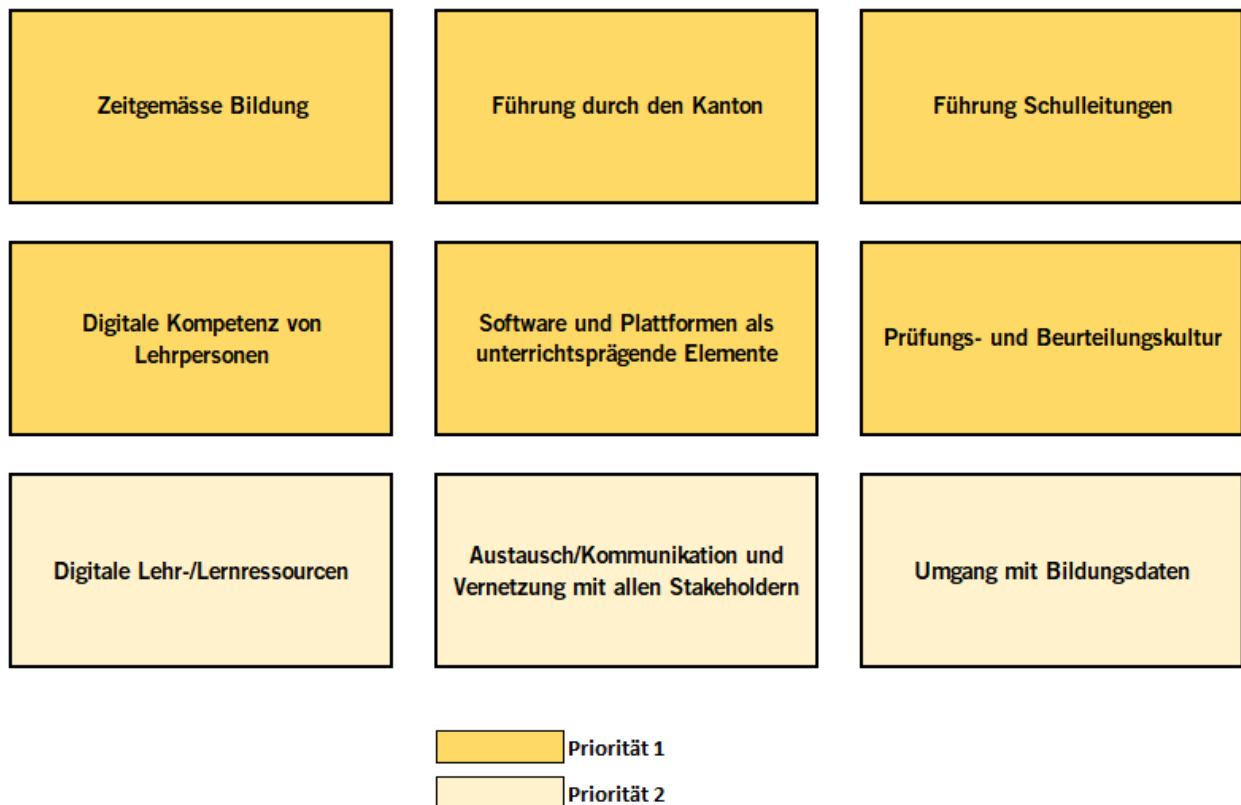 Zeitgemässe Bildung
Führung durch den Kanton
Führung Schulleitungen
Digitale Kompetenz von
Lehrpersonen
Software und Plattformen als
unterrichtsprägende Elemente
Prüfungs- und Beurteilungskultur
Digitale Lehr-/Lernressourcen
Austausch/Kommunikation und
Vernetzung mit allen Stakeholdern
Umgang mit Bildungsdaten
Priorität 1
Priorität 2